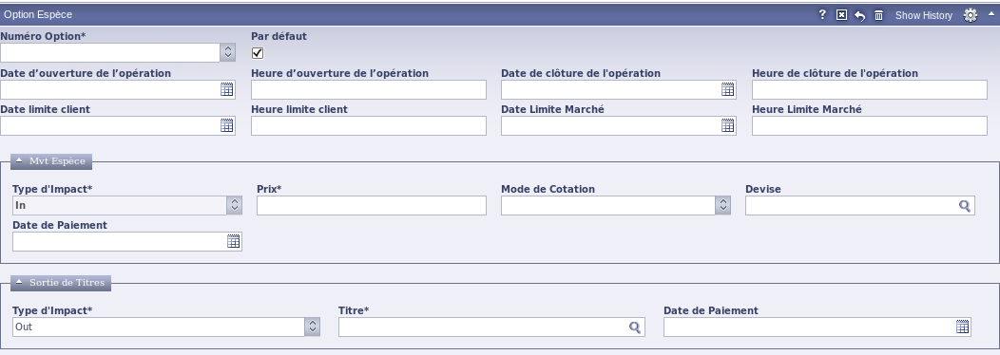 Option Espèce ? Show History
Numéro Option* Par défaut
Date d’ouverture de l’opération Heure d’ouverture de l’opération Date de clôture de l'opération Heure de clôture de l'opération
Date limite client Heure limite client Date Limite Marché Heure Limite Marché
Mvt Espèce
Type d'Impact* Prix* Mode de Cotation Devise
In
Date de Paiement
Sortie de Titres
Type d'Impact* Titre* Date de Paiement
Out